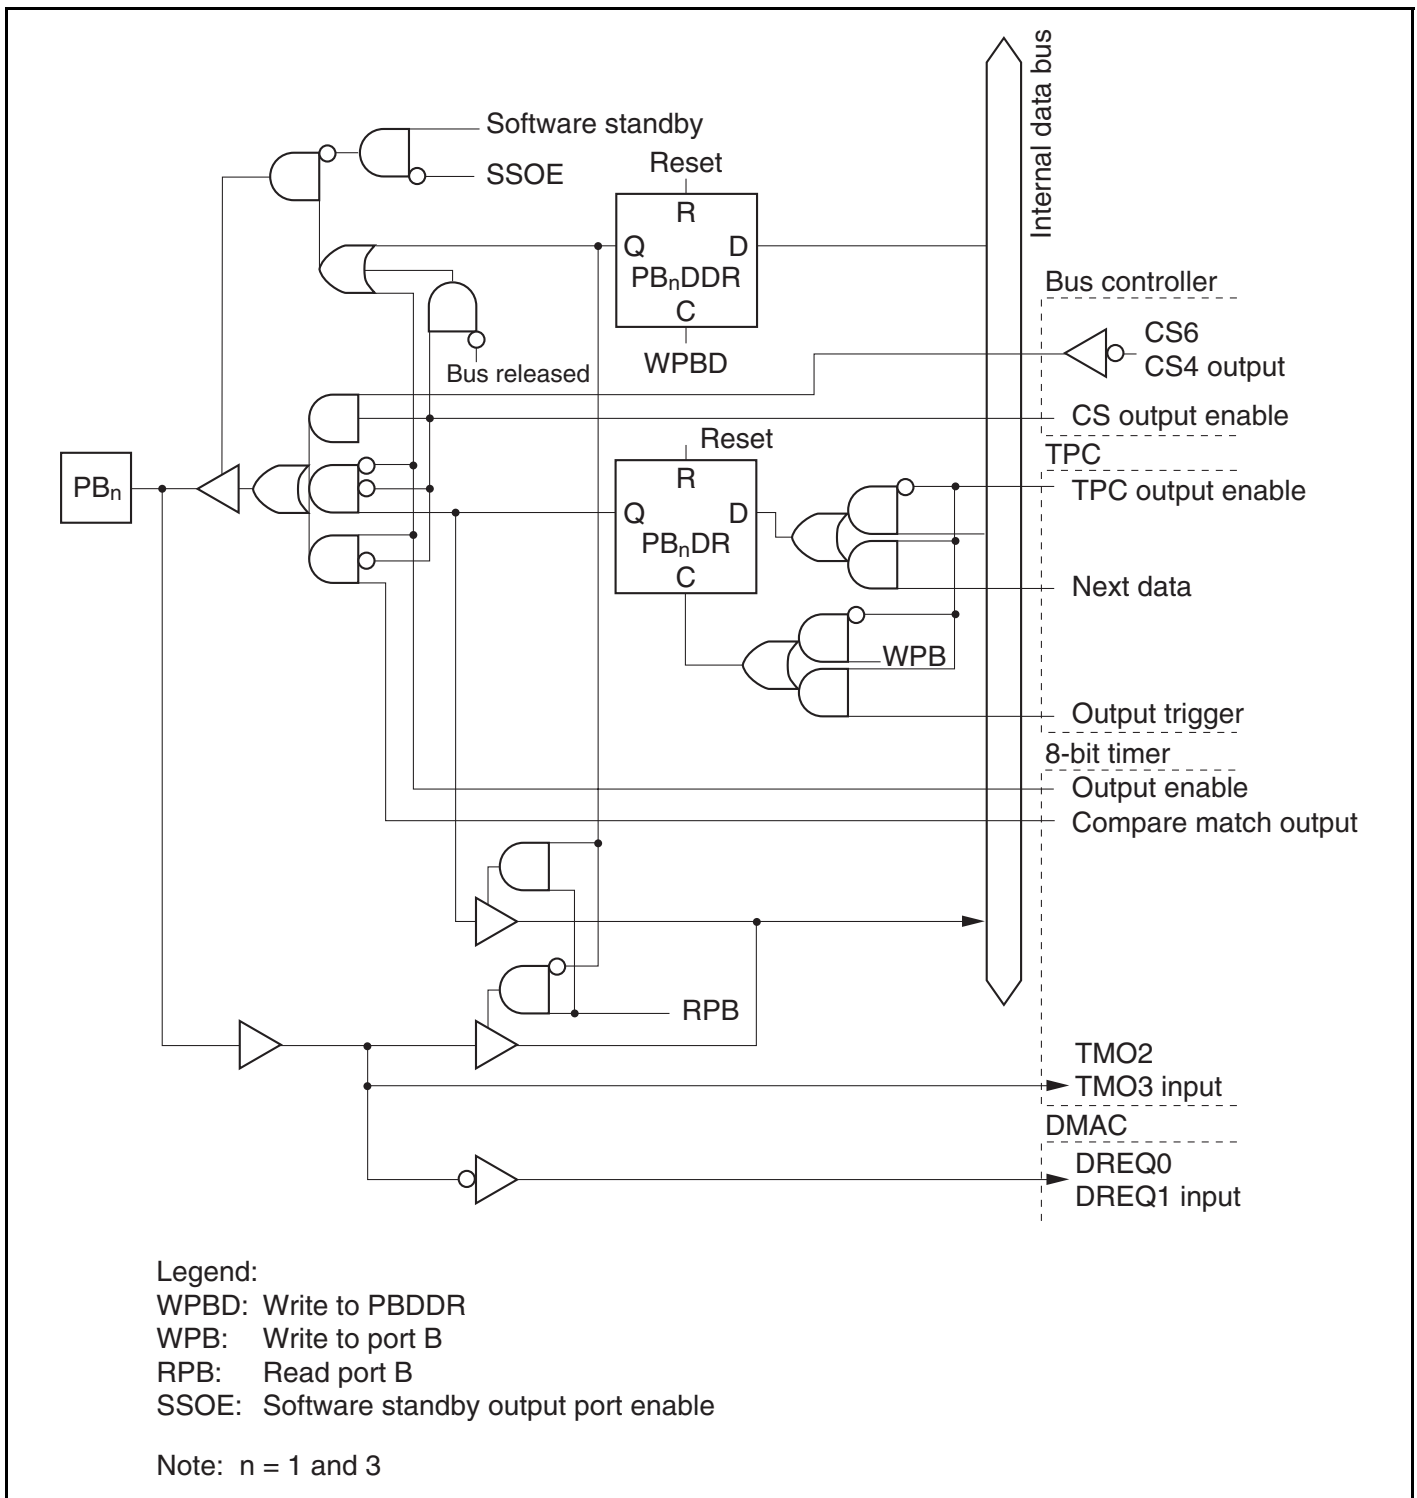 Internal data bus
Software standby
SSOE
Reset
R
Q D
PBnDDR
C
WPBD
Bus released
Bus controller
CS6
CS4 output
CS output enable
TPC
TPC output enable
Reset
R
Q D
PBnDR
C
PBn
Next data
WPB
Output trigger
8-bit timer
Output enable
Compare match output
RPB
TMO2
TMO3 input
DMAC
DREQ0
DREQ1 input
Legend:
WPBD: Write to PBDDR
WPB: Write to port B
RPB: Read port B
SSOE: Software standby output port enable
Note: n = 1 and 3